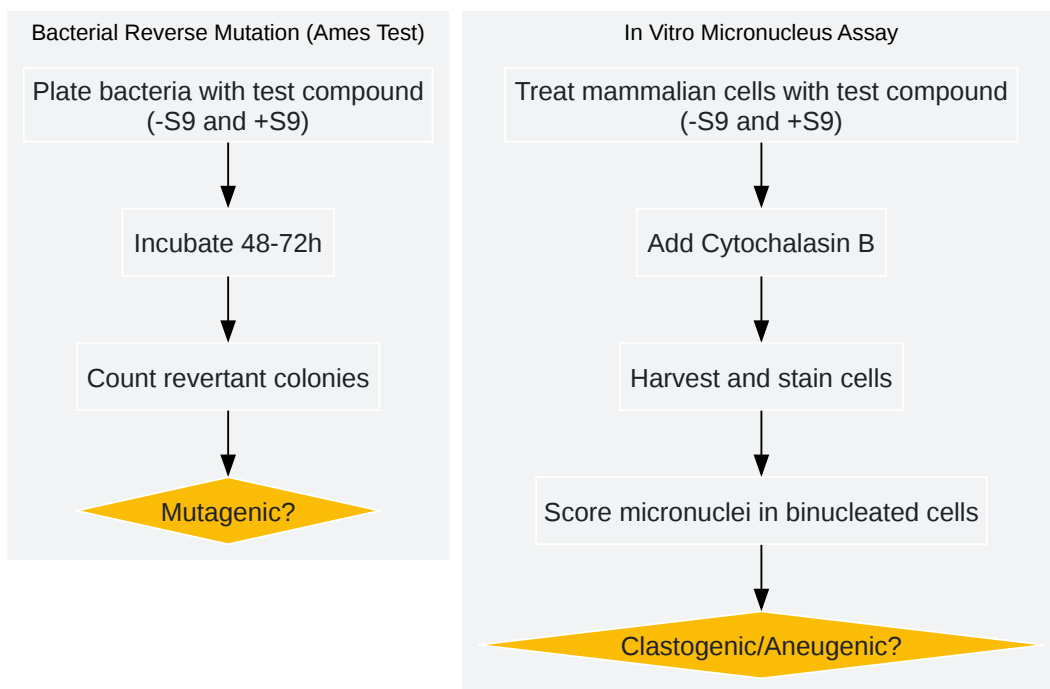 Bacterial Reverse Mutation (Ames Test)
Plate bacteria with test compound
(-S9 and +S9)
Incubate 48-72h
Count revertant colonies
Mutagenic?
In Vitro Micronucleus Assay
Treat mammalian cells with test compound
(-S9 and +S9)
Add Cytochalasin B
Harvest and stain cells
Score micronuclei in binucleated cells
Clastogenic/Aneugenic?